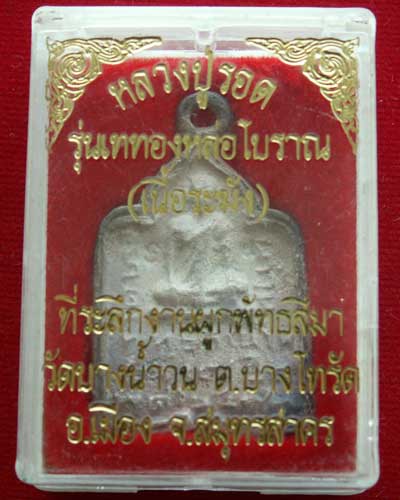 หลวงปู่รอด
รุ่นเททองหล่อโบราณ
(เนื้อระฆัง)
ที่ระลึกงานผูกพัทธสีมา
วัดบางน้ำวน ต.บางโทรัด
อ.เมือง จ.สมุทรสาคร